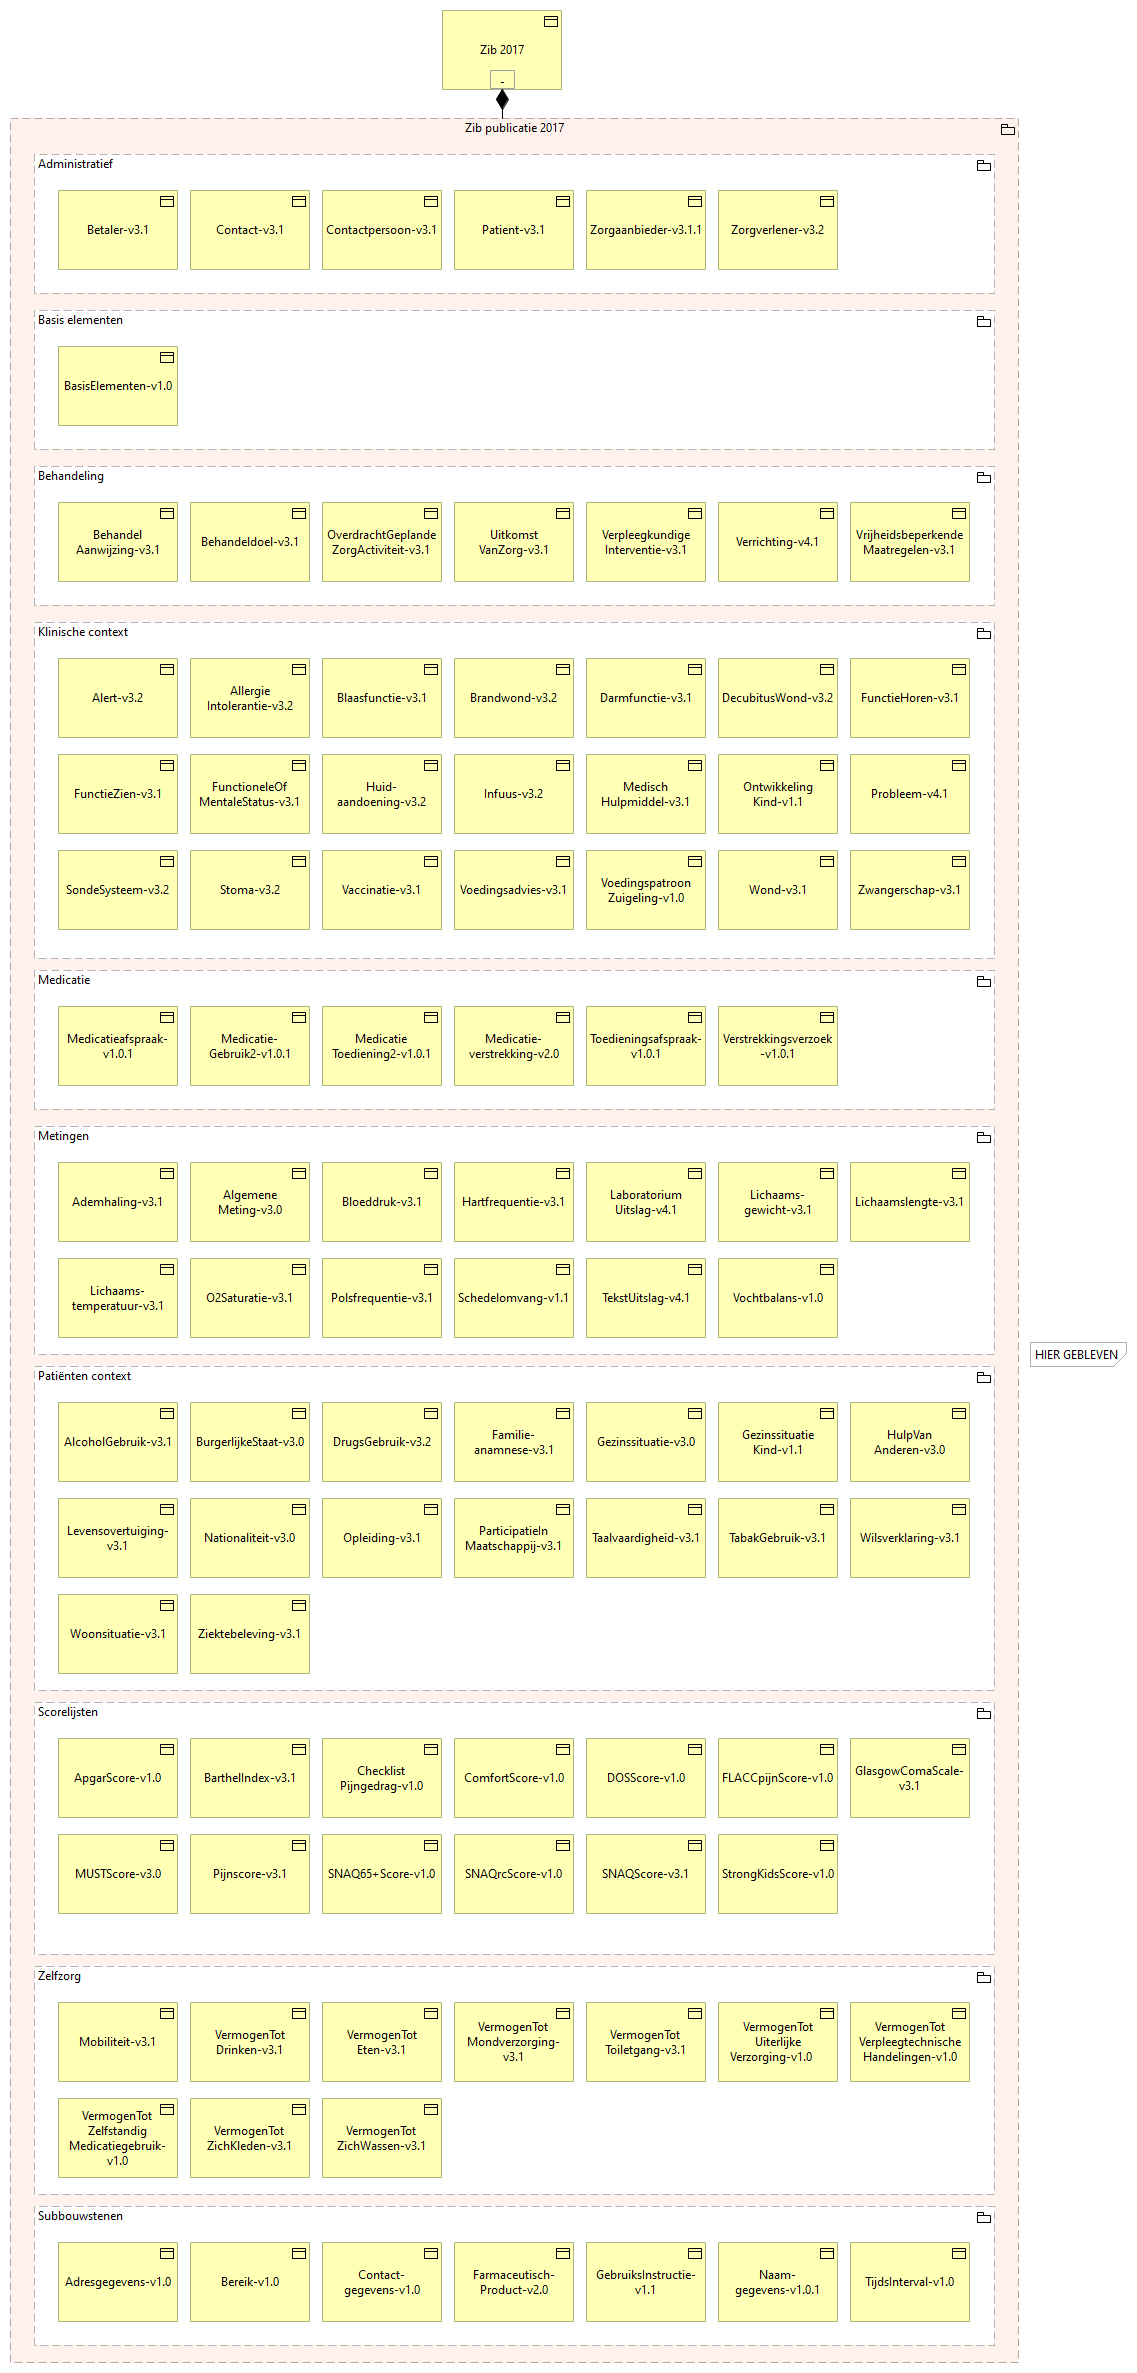 Zib 2017
-
Zib publicatie 2017
Administratief
Betaler-v3.1
Contact-v3.1
Contactpersoon-v3.1
Patient-v3.1
Zorgaanbieder-v3.1.1
Zorgverlener-v3.2
Basis elementen
BasisElementen-v1.0
Behandeling
Behandel
Aanwijzing-v3.1
Behandeldoel-v3.1
OverdrachtGeplande
ZorgActiviteit-v3.1
Uitkomst
VanZorg-v3.1
Verpleegkundige
Interventie-v3.1
Verrichting-v4.1
Vrijheidsbeperkende
Maatregelen-v3.1
Klinische context
Alert-v3.2
Allergie
Intolerantie-v3.2
Blaasfunctie-v3.1
Brandwond-v3.2
Darmfunctie-v3.1
DecubitusWond-v3.2
FunctieHoren-v3.1
FunctieZien-v3.1
FunctioneleOf
MentaleStatus-v3.1
Huid-
aandoening-v3.2
Infuus-v3.2
Medisch
Hulpmiddel-v3.1
Ontwikkeling
Kind-v1.1
Probleem-v4.1
SondeSysteem-v3.2
Stoma-v3.2
Vaccinatie-v3.1
Voedingsadvies-v3.1
Voedingspatroon
Zuigeling-v1.0
Wond-v3.1
Zwangerschap-v3.1
Medicatie
Medicatieafspraak-
v1.0.1
Medicatie-
Gebruik2-v1.0.1
Medicatie
Toediening2-v1.0.1
Medicatie-
verstrekking-v2.0
Toedieningsafspraak-
v1.0.1
Verstrekkingsverzoek
-v1.0.1
Metingen
Ademhaling-v3.1
Algemene
Meting-v3.0
Bloeddruk-v3.1
Hartfrequentie-v3.1
Laboratorium
Uitslag-v4.1
Lichaams-
gewicht-v3.1
Lichaamslengte-v3.1
Lichaams-
temperatuur-v3.1
O2Saturatie-v3.1
Polsfrequentie-v3.1
Schedelomvang-v1.1
TekstUitslag-v4.1
Vochtbalans-v1.0
HIER GEBLEVEN
Patiënten context
AlcoholGebruik-v3.1
BurgerlijkeStaat-v3.0
DrugsGebruik-v3.2
Familie-
anamnese-v3.1
Gezinssituatie-v3.0
Gezinssituatie
Kind-v1.1
HulpVan
Anderen-v3.0
Levensovertuiging-
v3.1
Nationaliteit-v3.0
Opleiding-v3.1
ParticipatieIn
Maatschappij-v3.1
Taalvaardigheid-v3.1
TabakGebruik-v3.1
Wilsverklaring-v3.1
Woonsituatie-v3.1
Ziektebeleving-v3.1
Scorelijsten
ApgarScore-v1.0
BarthelIndex-v3.1
Checklist
Pijngedrag-v1.0
ComfortScore-v1.0
DOSScore-v1.0
FLACCpijnScore-v1.0
GlasgowComaScale-
v3.1
MUSTScore-v3.0
Pijnscore-v3.1
SNAQ65+Score-v1.0
SNAQrcScore-v1.0
SNAQScore-v3.1
StrongKidsScore-v1.0
Zelfzorg
Mobiliteit-v3.1
VermogenTot
Drinken-v3.1
VermogenTot
Eten-v3.1
VermogenTot
Mondverzorging-
v3.1
VermogenTot
Toiletgang-v3.1
VermogenTot
Uiterlijke
Verzorging-v1.0
VermogenTot
Verpleegtechnische
Handelingen-v1.0
VermogenTot
Zelfstandig
Medicatiegebruik-
v1.0
VermogenTot
ZichKleden-v3.1
VermogenTot
ZichWassen-v3.1
Subbouwstenen
Adresgegevens-v1.0
Bereik-v1.0
Contact-
gegevens-v1.0
Farmaceutisch-
Product-v2.0
GebruiksInstructie-
v1.1
Naam-
gegevens-v1.0.1
TijdsInterval-v1.0